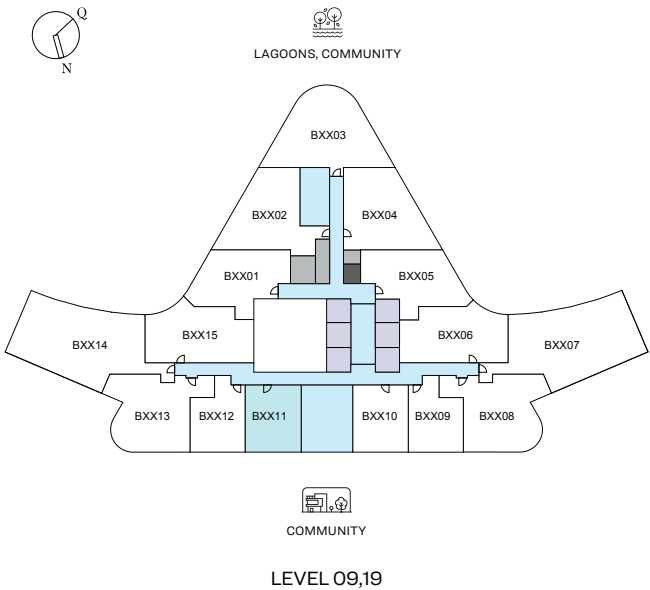 Q
N
LAGOONS, COMMUNITY
BXX03
BXX02
BXX04
BXX01
BXX05
BXX14
BXX15
BXX06
BXX07
BXX13
BXX12
BXX11
BXX10
BXX09
BXX08
COMMUNITY
LEVEL 09,19